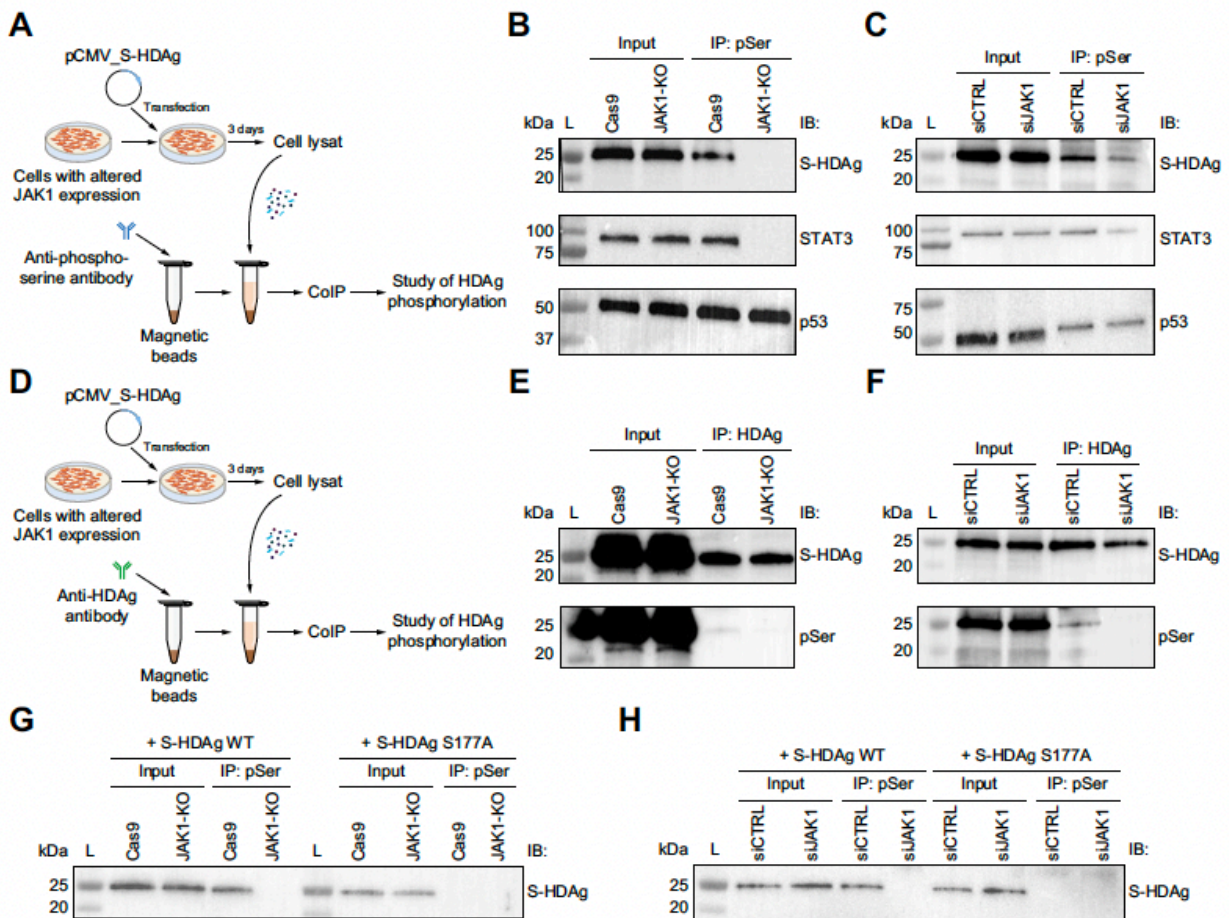 A
pCMV_S-HDAg
Transfection
3 days
Cell lysat
Cells with altered
JAK1 expression
Anti-phospho-
serine antibody
CoIP
Study of HDAg
phosphorylation
Magnetic
beads
B
Input
IP: pSer
Cas9
JAK1-KO
Cas9
JAK1-KO
kDa
L
IB:
25
20
S-HDAg
100
75
STAT3
50
37
p53
C
Input
IP: pSer
siCTRL
siJAK1
siCTRL
siJAK1
kDa
L
IB:
25
20
S-HDAg
100
75
STAT3
75
50
p53
D
pCMV_S-HDAg
Transfection
3 days
Cell lysat
Cells with altered
JAK1 expression
Anti-HDAg
antibody
CoIP
Study of HDAg
phosphorylation
Magnetic
beads
E
Input
IP: HDAg
Cas9
JAK1-KO
Cas9
JAK1-KO
kDa
L
IB:
25
20
S-HDAg
25
20
pSer
F
Input
IP: HDAg
siCTRL
siJAK1
siCTRL
siJAK1
kDa
L
IB:
25
20
S-HDAg
25
20
pSer
G
+ S-HDAg WT
+ S-HDAg S177A
Input
IP: pSer
Input
IP: pSer
Cas9
JAK1-KO
Cas9
JAK1-KO
Cas9
JAK1-KO
Cas9
JAK1-KO
kDa
L
L
IB:
25
20
S-HDAg
H
+ S-HDAg WT
+ S-HDAg S177A
Input
IP: pSer
Input
IP: pSer
siCTRL
siJAK1
siCTRL
siJAK1
siCTRL
siJAK1
siCTRL
siJAK1
kDa
L
IB:
25
20
S-HDAg